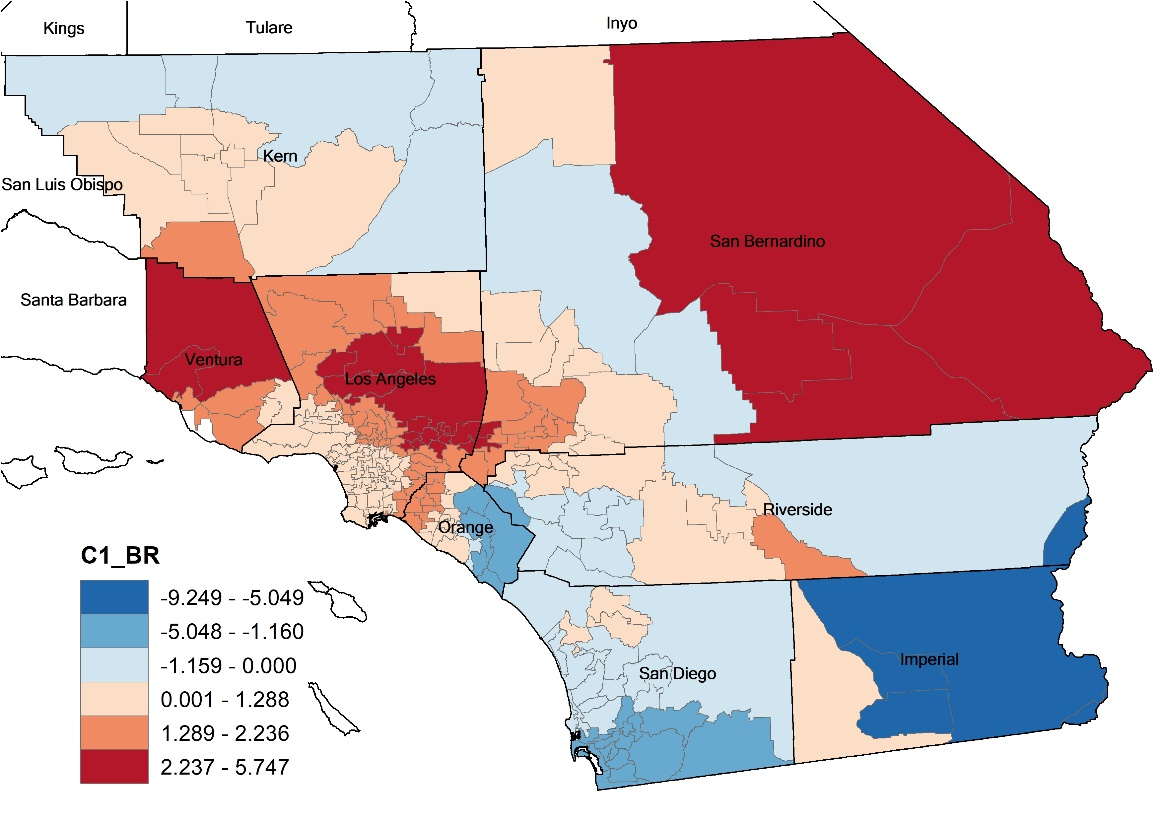 Kings
Tulare
Inyo
Kern
San Luis Obispo
San Bernardino
Santa Barbara
Ventura
Los Angeles
Riverside
Orange
C1_BR
-9.249 - -5.049
-5.048 - -1.160
-1.159 - 0.000
0.001 - 1.288
1.289 - 2.236
2.237 - 5.747
San Diego
Imperial